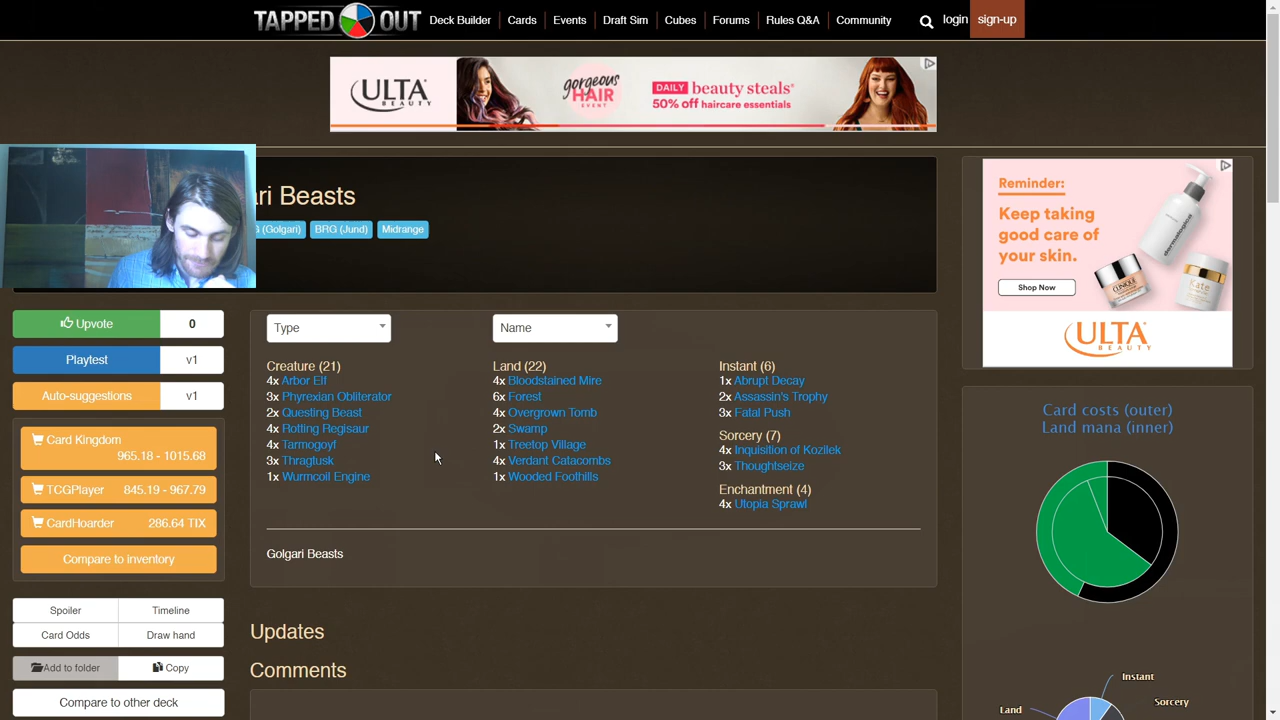 TAPPED OUT
Deck Builder
Cards
Events
Draft Sim
Cubes
Forums
Rules Q&A
Community
login
sign-up
ULTA
BEAUTY
gorgeous
HAIR
EVENT
DAILY beauty steals*
50% off haircare essentials
ari Beasts
G (Golgari)
BRG (Jund)
Midrange
Upvote
0
Playtest
v1
Auto-suggestions
v1
Card Kingdom
965.18 - 1015.68
TCGPlayer 845.19 - 967.79
CardHoarder 286.64 TIX
Compare to inventory
Spoiler
Timeline
Card Odds
Draw hand
Add to folder
Copy
Compare to other deck
Type
Name
Creature (21)
4x Arbor Elf
3x Phyrexian Obliterator
2x Questing Beast
4x Rotting Regisaur
4x Tarmogoyf
3x Thragtusk
1x Wurmcoil Engine
Land (22)
4x Bloodstained Mire
6x Forest
4x Overgrown Tomb
2x Swamp
1x Treetop Village
4x Verdant Catacombs
1x Wooded Foothills
Instant (6)
1x Abrupt Decay
2x Assassin's Trophy
3x Fatal Push
Sorcery (7)
4x Inquisition of Kozilek
3x Thoughtseize
Enchantment (4)
4x Utopia Sprawl
Golgari Beasts
Updates
Comments
Reminder:
Keep taking
good care of
your skin.
Shop Now
CLINIQUE
Kate
ULTA
BEAUTY
Card costs (outer)
Land mana (inner)
Instant
Sorcery
Land